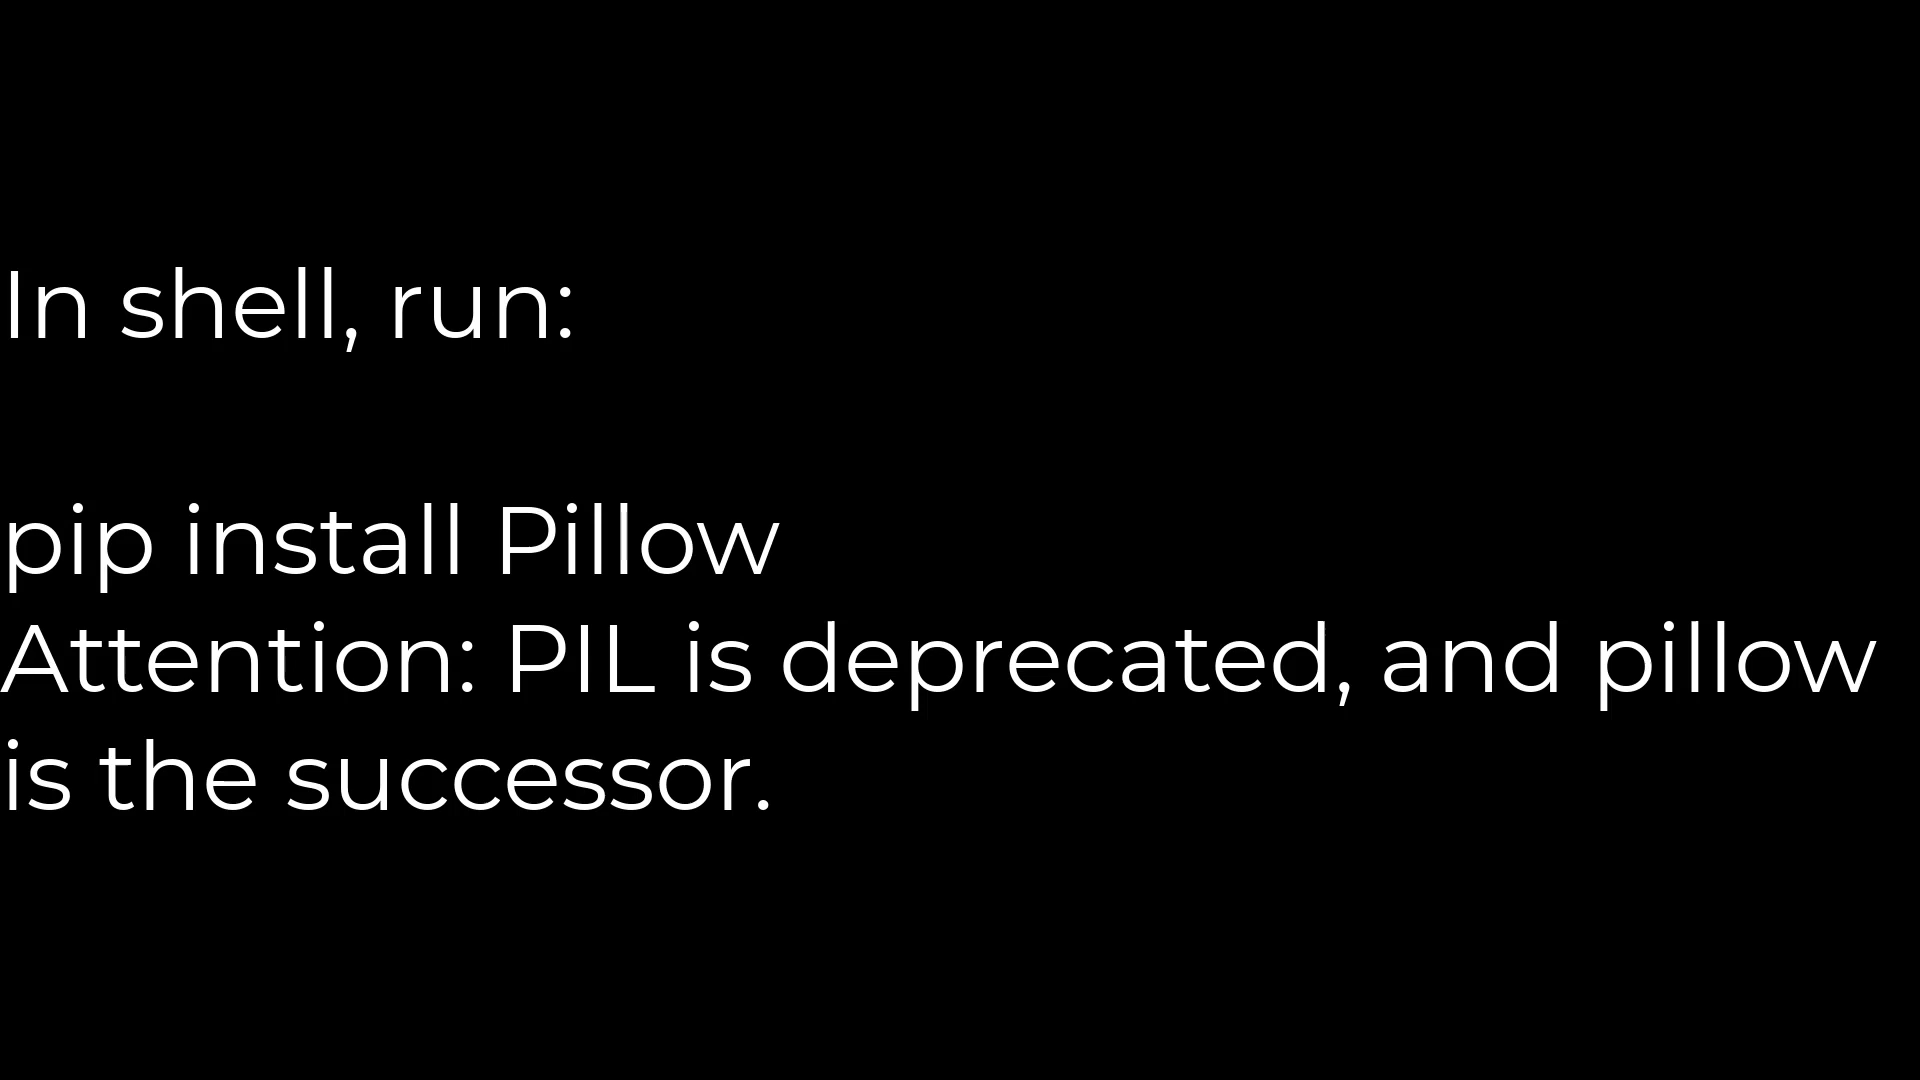 In shell, run:
pip install Pillow
Attention: PIL is deprecated, and pillow
is the successor.